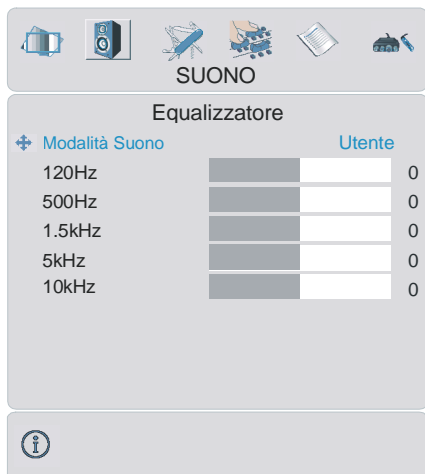 SUONO
Equalizzatore
Modalità Suono Utente
120Hz 0
500Hz 0
1.5kHz 0
5kHz 0
10kHz 0